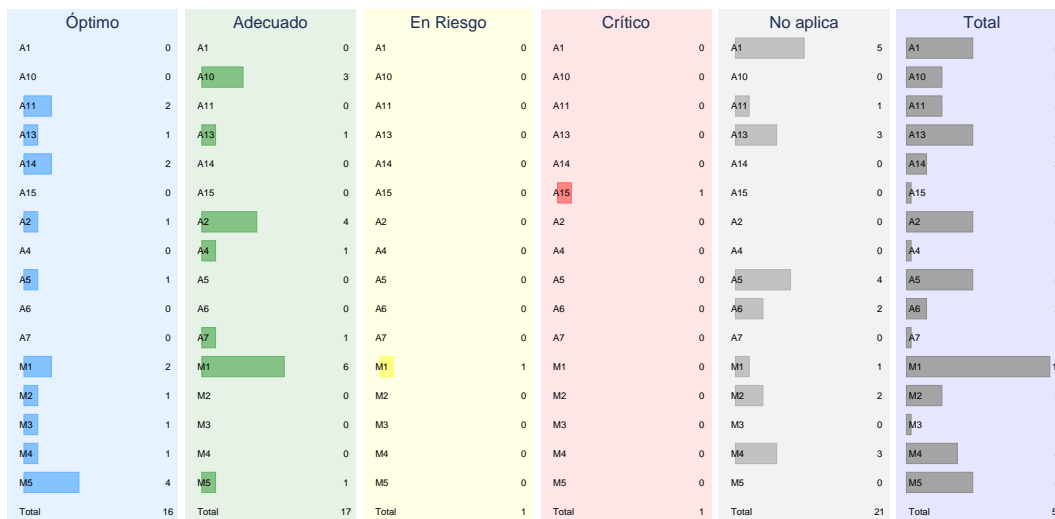 Óptimo Adecuado En Riesgo Crítico No aplica Total
A1 0 A1 0 A1 0 A1 0 A1 5 A1
A10 0 A10 3 A10 0 A10 0 A10 0 A10
A11 2 A11 0 A11 0 A11 0 A11 1 A11
A13 1 A13 1 A13 0 A13 0 A13 3 A13
A14 2 A14 0 A14 0 A14 0 A14 0 A14
A15 0 A15 0 A15 0 A15 1 A15 0 A15
A2 1 A2 4 A2 0 A2 0 A2 0 A2
A4 0 A4 1 A4 0 A4 0 A4 0 A4
A5 1 A5 0 A5 0 A5 0 A5 4 A5
A6 0 A6 0 A6 0 A6 0 A6 2 A6
A7 0 A7 1 A7 0 A7 0 A7 0 A7
M1 2 M1 6 M1 1 M1 0 M1 1 M1
M2 1 M2 0 M2 0 M2 0 M2 2 M2
M3 1 M3 0 M3 0 M3 0 M3 0 M3
M4 1 M4 0 M4 0 M4 0 M4 3 M4
M5 4 M5 1 M5 0 M5 0 M5 0 M5
Total 16 Total 17 Total 1 Total 1 Total 21 Total